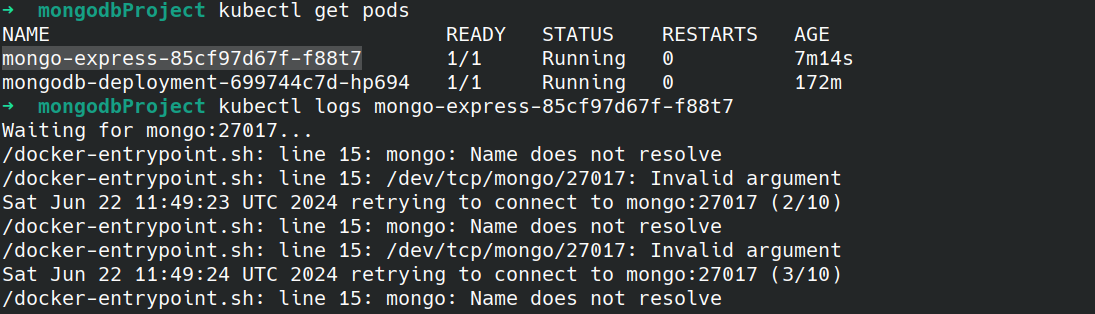 ➜ mongodbProject kubectl get pods
NAME READY STATUS RESTARTS AGE
mongo-express-85cf97d67f-f88t7 1/1 Running 0 7m14s
mongodb-deployment-699744c7d-hp694 1/1 Running 0 172m
➜ mongodbProject kubectl logs mongo-express-85cf97d67f-f88t7
Waiting for mongo:27017...
/docker-entrypoint.sh: line 15: mongo: Name does not resolve
/docker-entrypoint.sh: line 15: /dev/tcp/mongo/27017: Invalid argument
Sat Jun 22 11:49:23 UTC 2024 retrying to connect to mongo:27017 (2/10)
/docker-entrypoint.sh: line 15: mongo: Name does not resolve
/docker-entrypoint.sh: line 15: /dev/tcp/mongo/27017: Invalid argument
Sat Jun 22 11:49:24 UTC 2024 retrying to connect to mongo:27017 (3/10)
/docker-entrypoint.sh: line 15: mongo: Name does not resolve